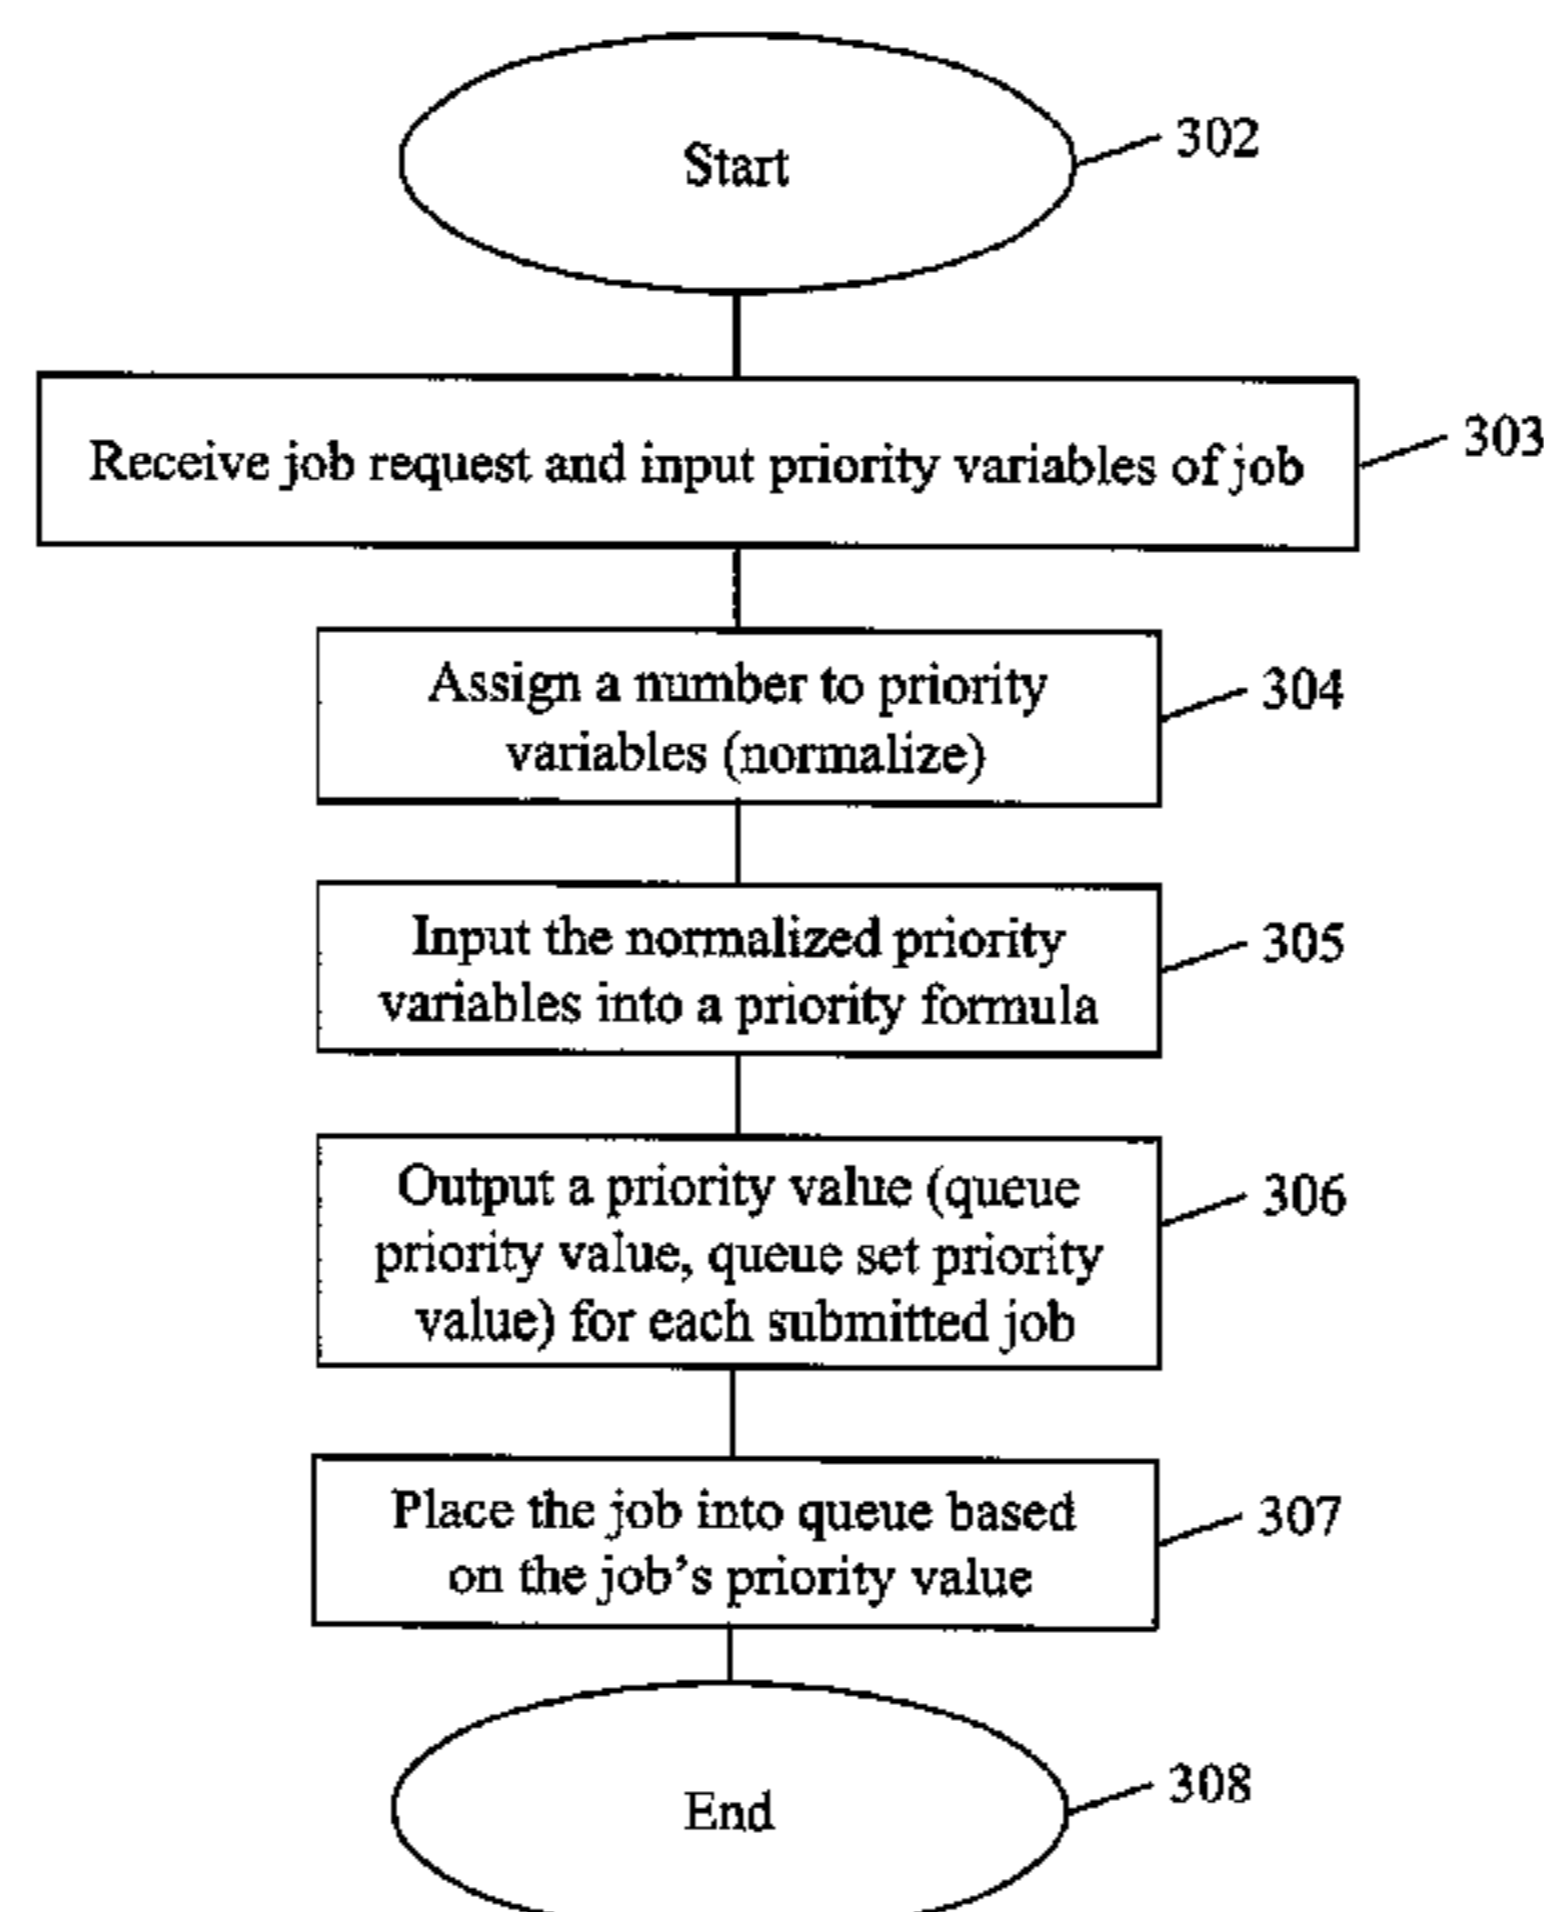 Start
302
Receive job request and input priority variables of job
303
Assign a number to priority
variables (normalize)
304
Input the normalized priority
variables into a priority formula
305
Output a priority value (queue
priority value, queue set priority
value) for each submitted job
306
Place the job into queue based
on the job's priority value
307
End
308